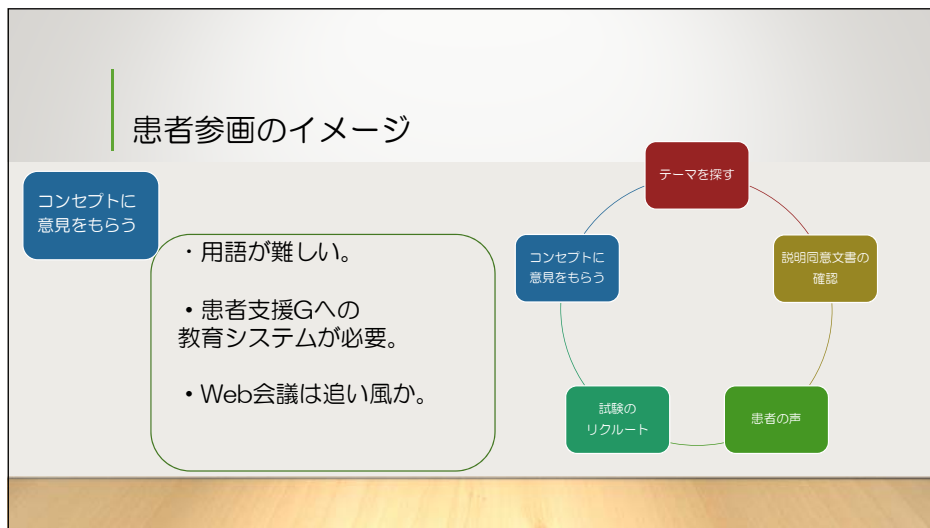 患者参画のイメージ
コンセプトに
意見をもらう
・用語が難しい。
・患者支援Gへの
教育システムが必要。
・Web会議は追い風か。
テーマを探す
説明同意文書の
確認
患者の声
試験の
リクルート
コンセプトに
意見をもらう